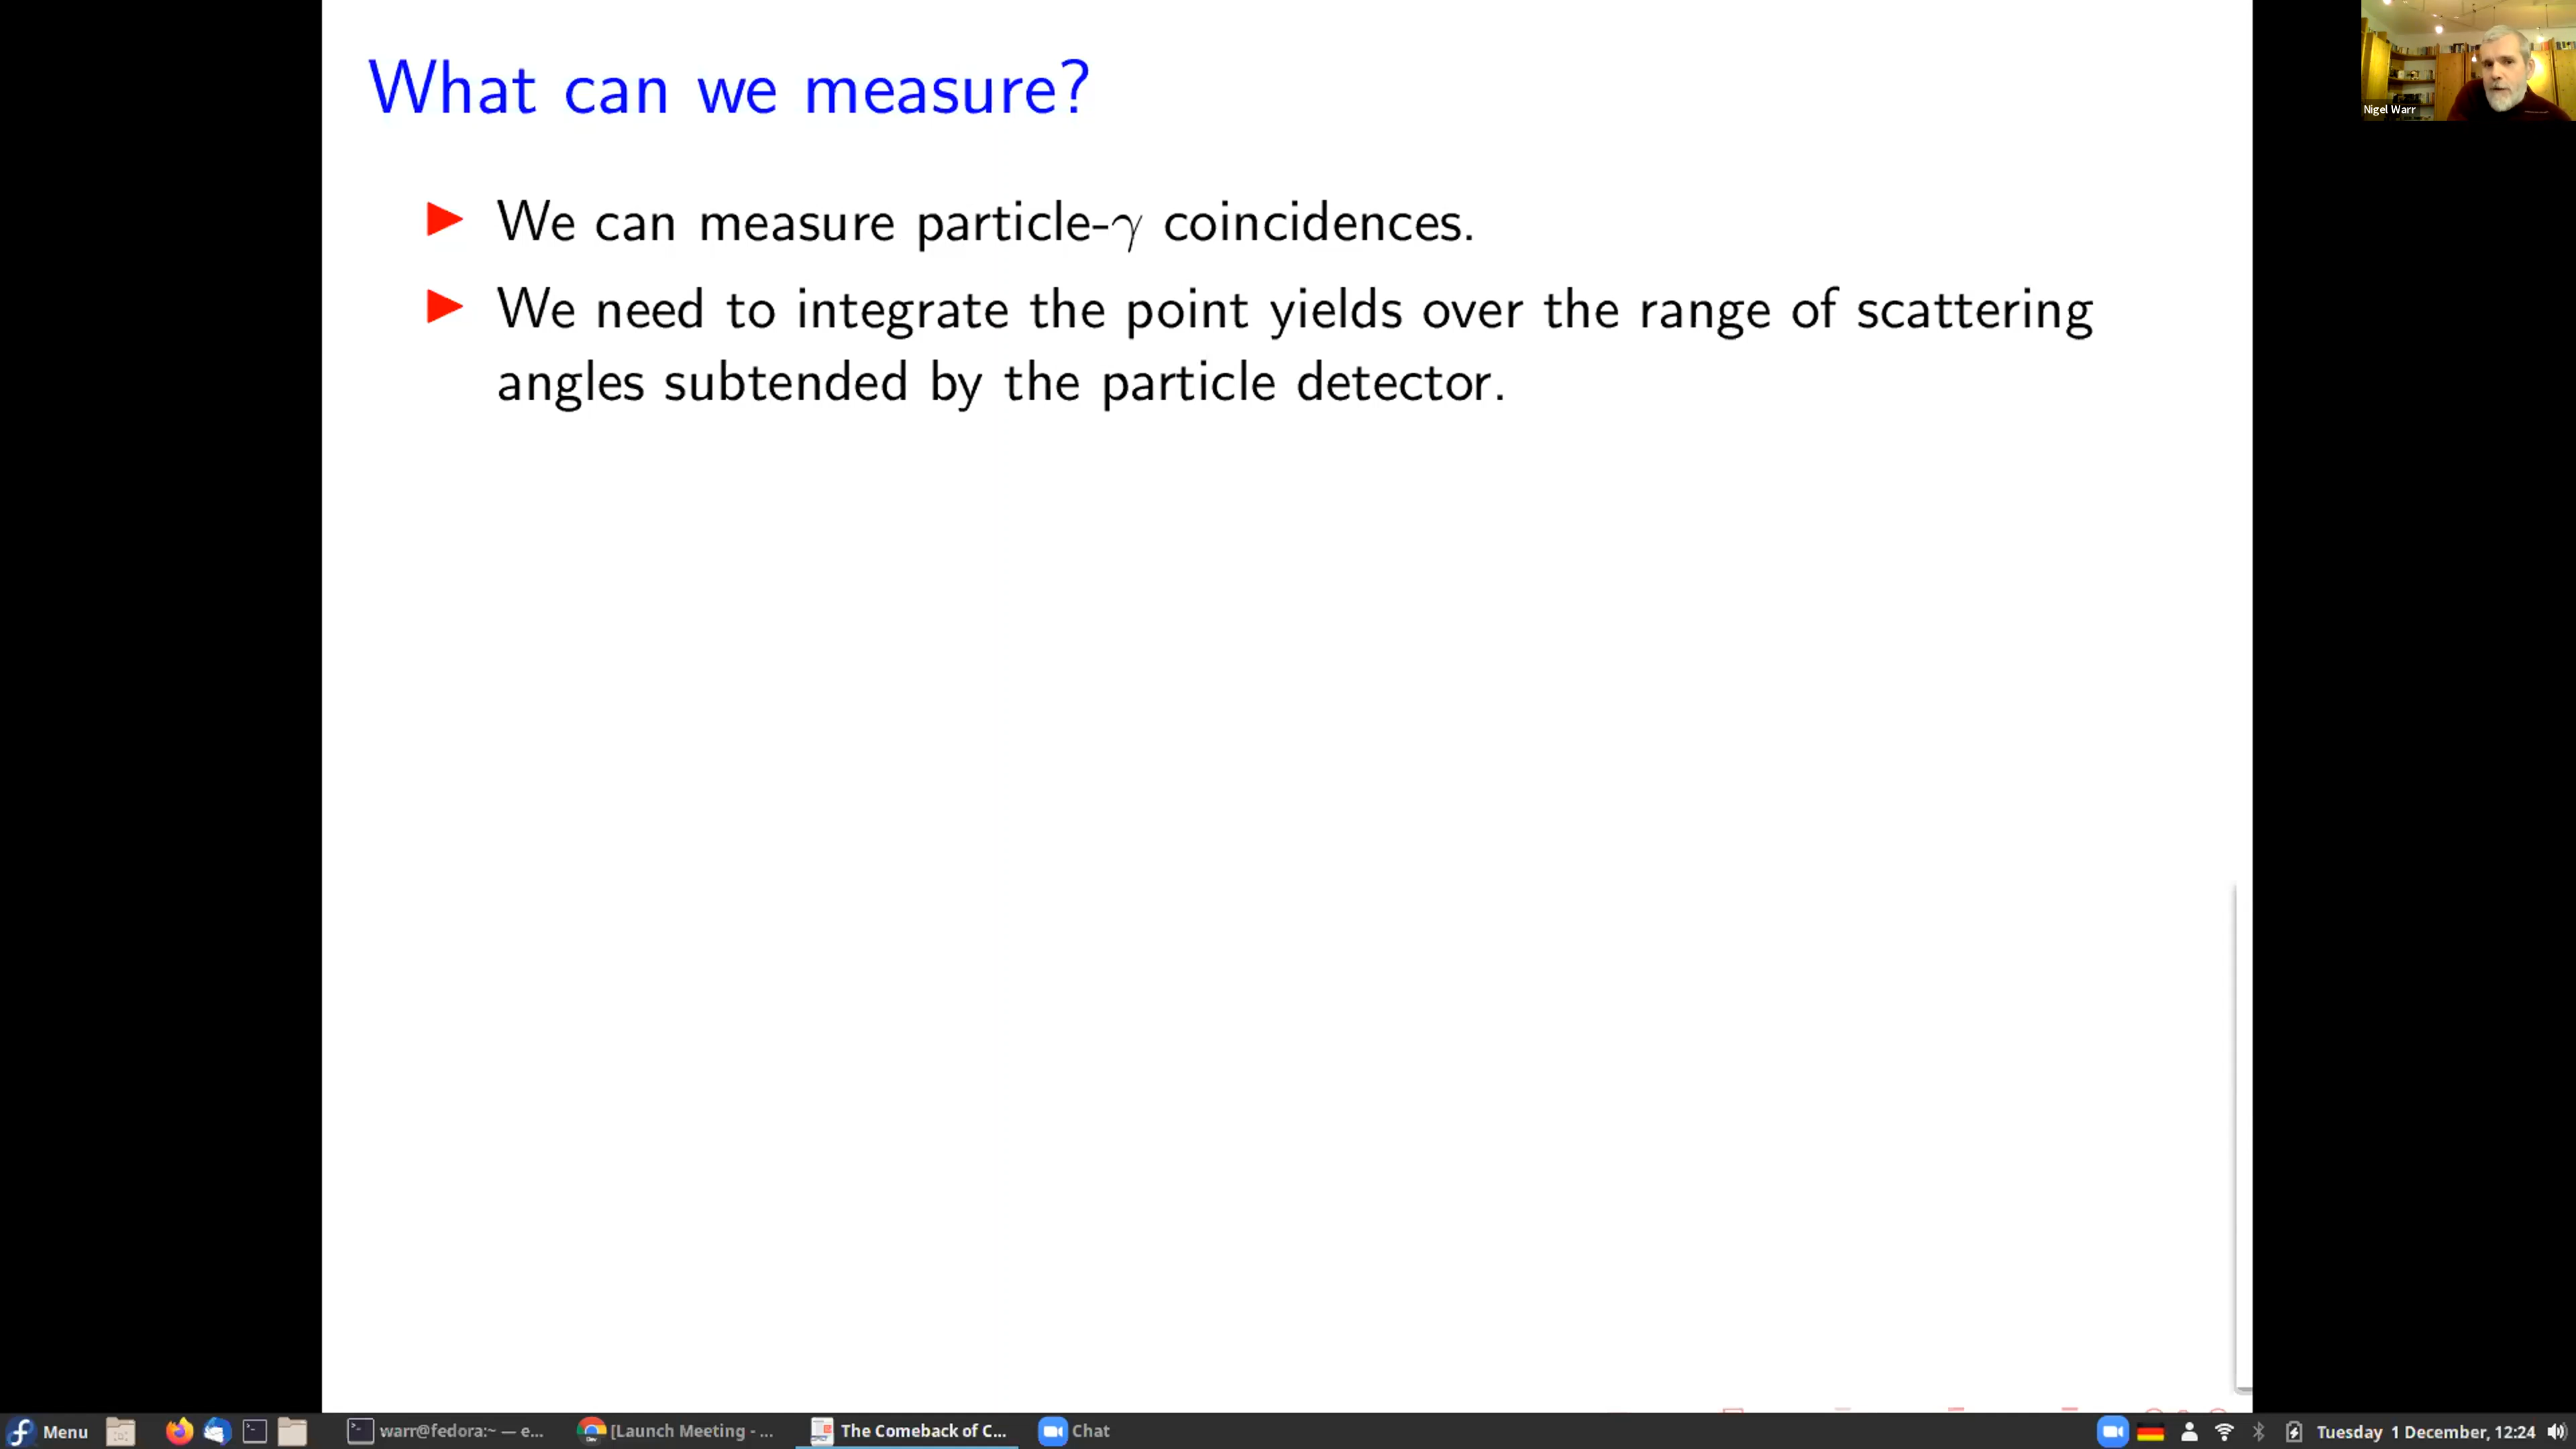 What can we measure?
Nigel Warr
We can measure particle-γ coincidences.
We need to integrate the point yields over the range of scattering
angles subtended by the particle detector.
Menu
warr@fedora:~ — e...
[Launch Meeting - ...
The Comeback of C...
Chat
Tuesday 1 December, 12:24